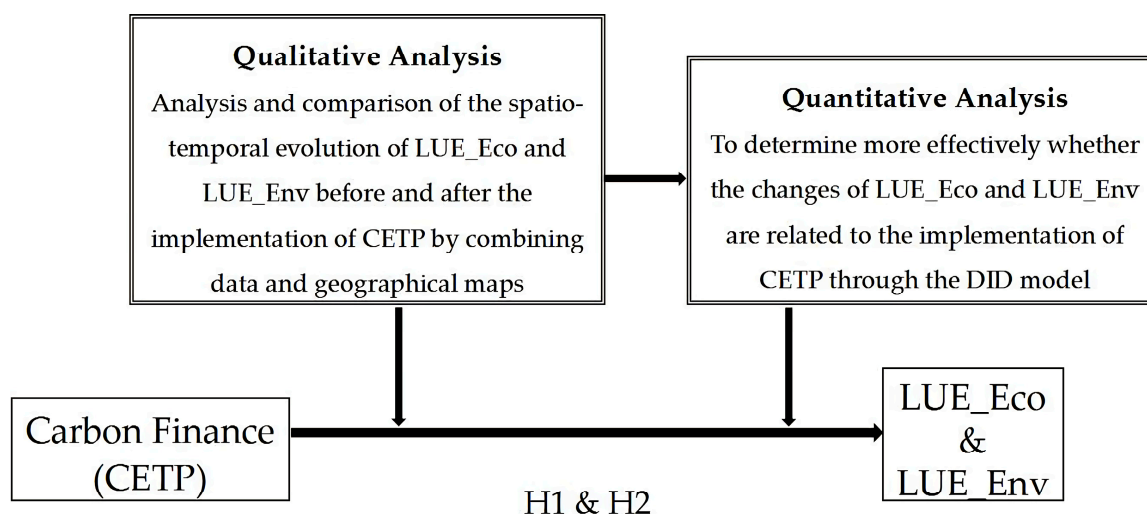 Qualitative Analysis
Analysis and comparison of the spatio-
temporal evolution of LUE_Eco and
LUE_Env before and after the
implementation of CETP by combining
data and geographical maps
Quantitative Analysis
To determine more effectively whether
the changes of LUE_Eco and LUE_Env
are related to the implementation of
CETP through the DID model
Carbon Finance
(CETP)
H1 & H2
LUE_Eco
&
LUE_Env